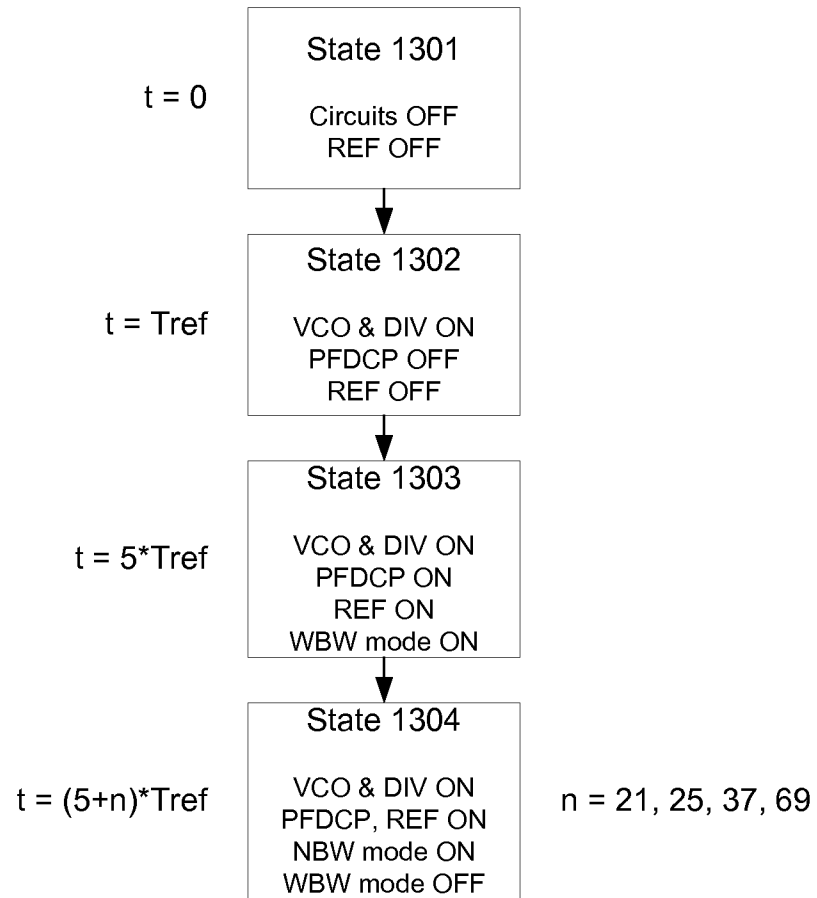 State 1301
t = 0
Circuits OFF
REF OFF
State 1302
t = Tref
VCO & DIV ON
PFDCP OFF
REF OFF
State 1303
t = 5*Tref
VCO & DIV ON
PFDCP ON
REF ON
WBW mode ON
State 1304
t = (5+n)*Tref
VCO & DIV ON
PFDCP, REF ON
NBW mode ON
WBW mode OFF
n = 21, 25, 37, 69